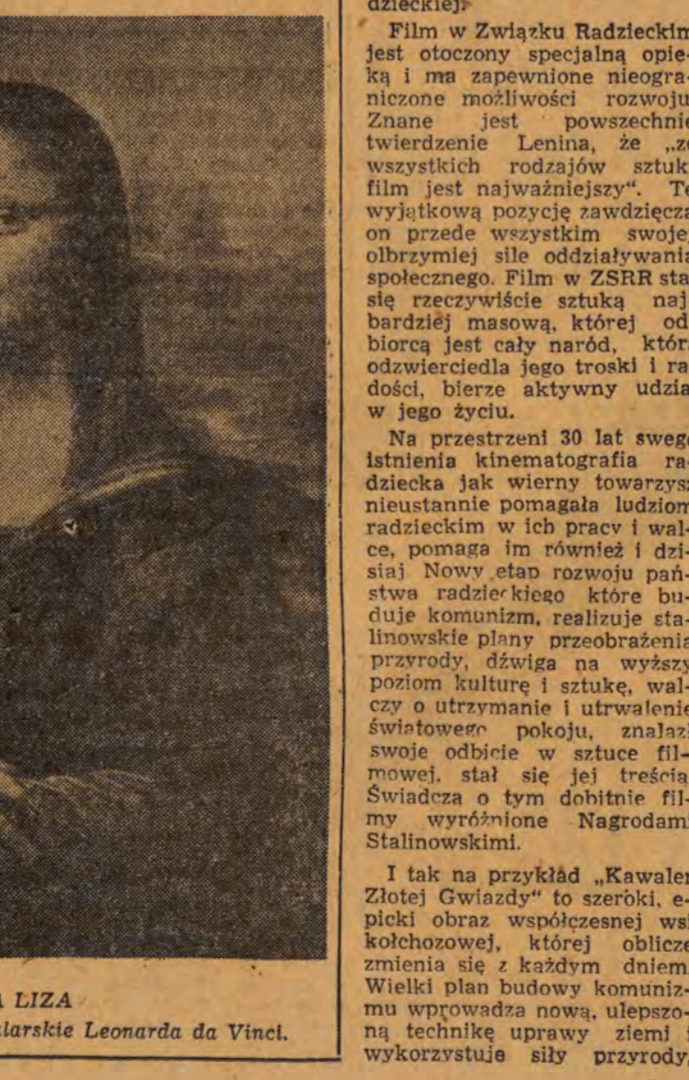 A LIZA
larskie Leonarda da Vinci.
dzieckiej?
Film w Związku Radzieckim
jest otoczony specjalną opie-
ką i ma zapewnione nieogra-
niczone możliwości rozwoju
Znane jest powszechnie
twierdzenie Lenina, że „ze
wszystkich rodzajów sztuk
film jest najważniejszy“. Tę
wyjątkową pozycję zawdzięcza
on przede wszystkim swoje
olbrzymiej sile oddziaływania
społecznego. Film w ZSRR sta
się rzeczywiście sztuką naj
bardziej masową, której od
biorcą jest cały naród, któr
odzwierciedla jego troski i ra
dości, bierze aktywny udzia
w jego życiu.
Na przestrzeni 30 lat swego
istnienia kinematografia ra-
dziecka jak wierny towarzysz
nieustannie pomagała ludziom
radzieckim w ich pracy i wal-
ce, pomaga im również i dzi-
siaj Nowy etap rozwoju pań-
stwa radzieckiego które bu-
duje komunizm, realizuje sta-
linowskie plany przeobrażenia
przyrody, dźwiga na wyższy
poziom kulturę i sztukę, wal-
czy o utrzymanie i utrwalenie
światowego pokoju, znalazł
swoje odbicie w sztuce fil-
mowej, stał się jej treścią
Świadczą o tym dobitnie fil-
my wyróżnione Nagrodami
Stalinowskimi.
I tak na przykład „Kawaler
Złotej Gwiazdy“ to szeroki, e-
picki obraz współczesnej wsi
kołchozowej, której oblicze
zmienia się z każdym dniem
Wielki plan budowy komuniz-
mu wprowadza nową, ulepszo-
ną technikę uprawy ziemi i
wykorzystuje siły przyrody,